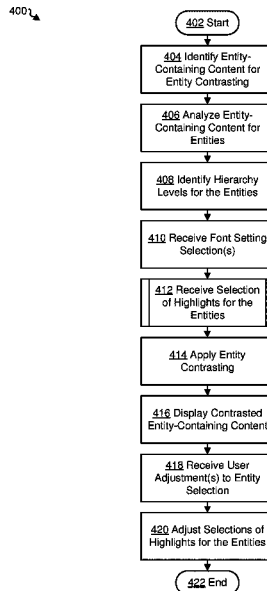 400
402 Start
404 Identify Entity-
Containing Content for
Entity Contrasting
406 Analyze Entity-
Containing Content for
Entities
408 Identify Hierarchy
Levels for the Entities
410 Receive Font Setting
Selection(s)
412 Receive Selection
of Highlights for the
Entities
414 Apply Entity
Contrasting
416 Display Contrasted
Entity-Containing Content
418 Receive User
Adjustment(s) to Entity
Selection
420 Adjust Selections of
Highlights for the Entities
422 End